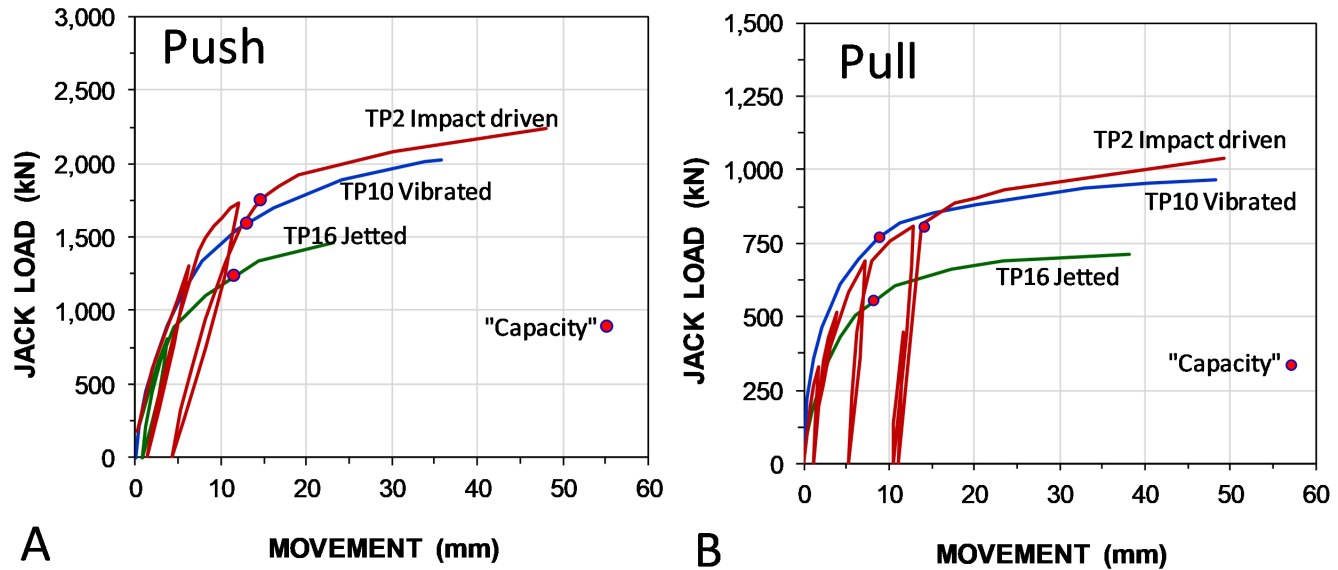 Push
3,000
2,500
2,000
1,500
1,000
500
0
JACK LOAD (kN)
TP2 Impact driven
TP10 Vibrated
TP16 Jetted
"Capacity"
0 10 20 30 40 50 60
A
MOVEMENT (mm)
Pull
1,500
1,250
1,000
750
500
250
0
JACK LOAD (kN)
TP2 Impact driven
TP10 Vibrated
TP16 Jetted
"Capacity"
0 10 20 30 40 50 60
B
MOVEMENT (mm)